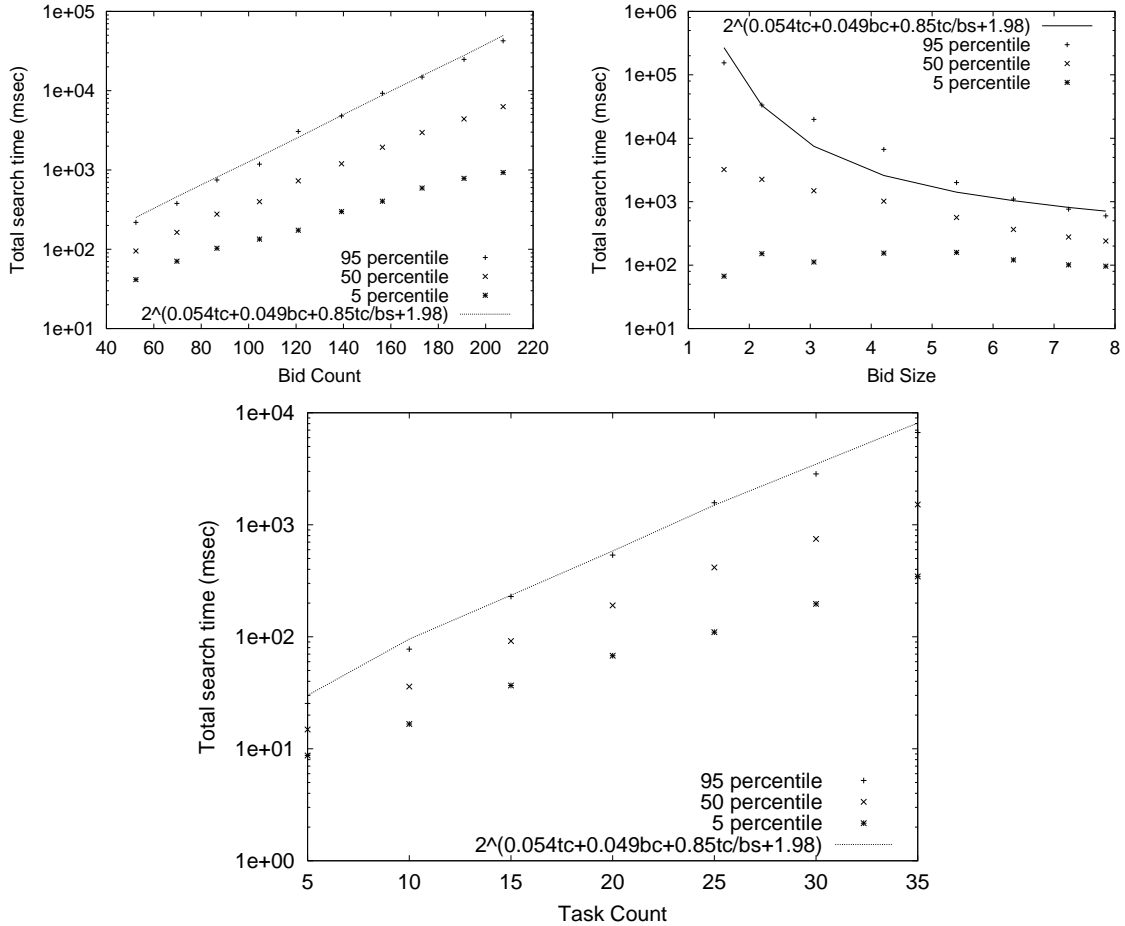 1e+05
1e+04
1e+03
1e+02
1e+01
40 60 80 100 120 140 160 180 200 220
Total search time (msec)
Bid Count
95 percentile
50 percentile
5 percentile
2^(0.054tc+0.049bc+0.85tc/bs+1.98)
1e+06
1e+05
1e+04
1e+03
1e+02
1e+01
1 2 3 4 5 6 7 8
Total search time (msec)
Bid Size
2^(0.054tc+0.049bc+0.85tc/bs+1.98)
95 percentile
50 percentile
5 percentile
1e+04
1e+03
1e+02
1e+01
1e+00
5 10 15 20 25 30 35
Total search time (msec)
Task Count
95 percentile
50 percentile
5 percentile
2^(0.054tc+0.049bc+0.85tc/bs+1.98)